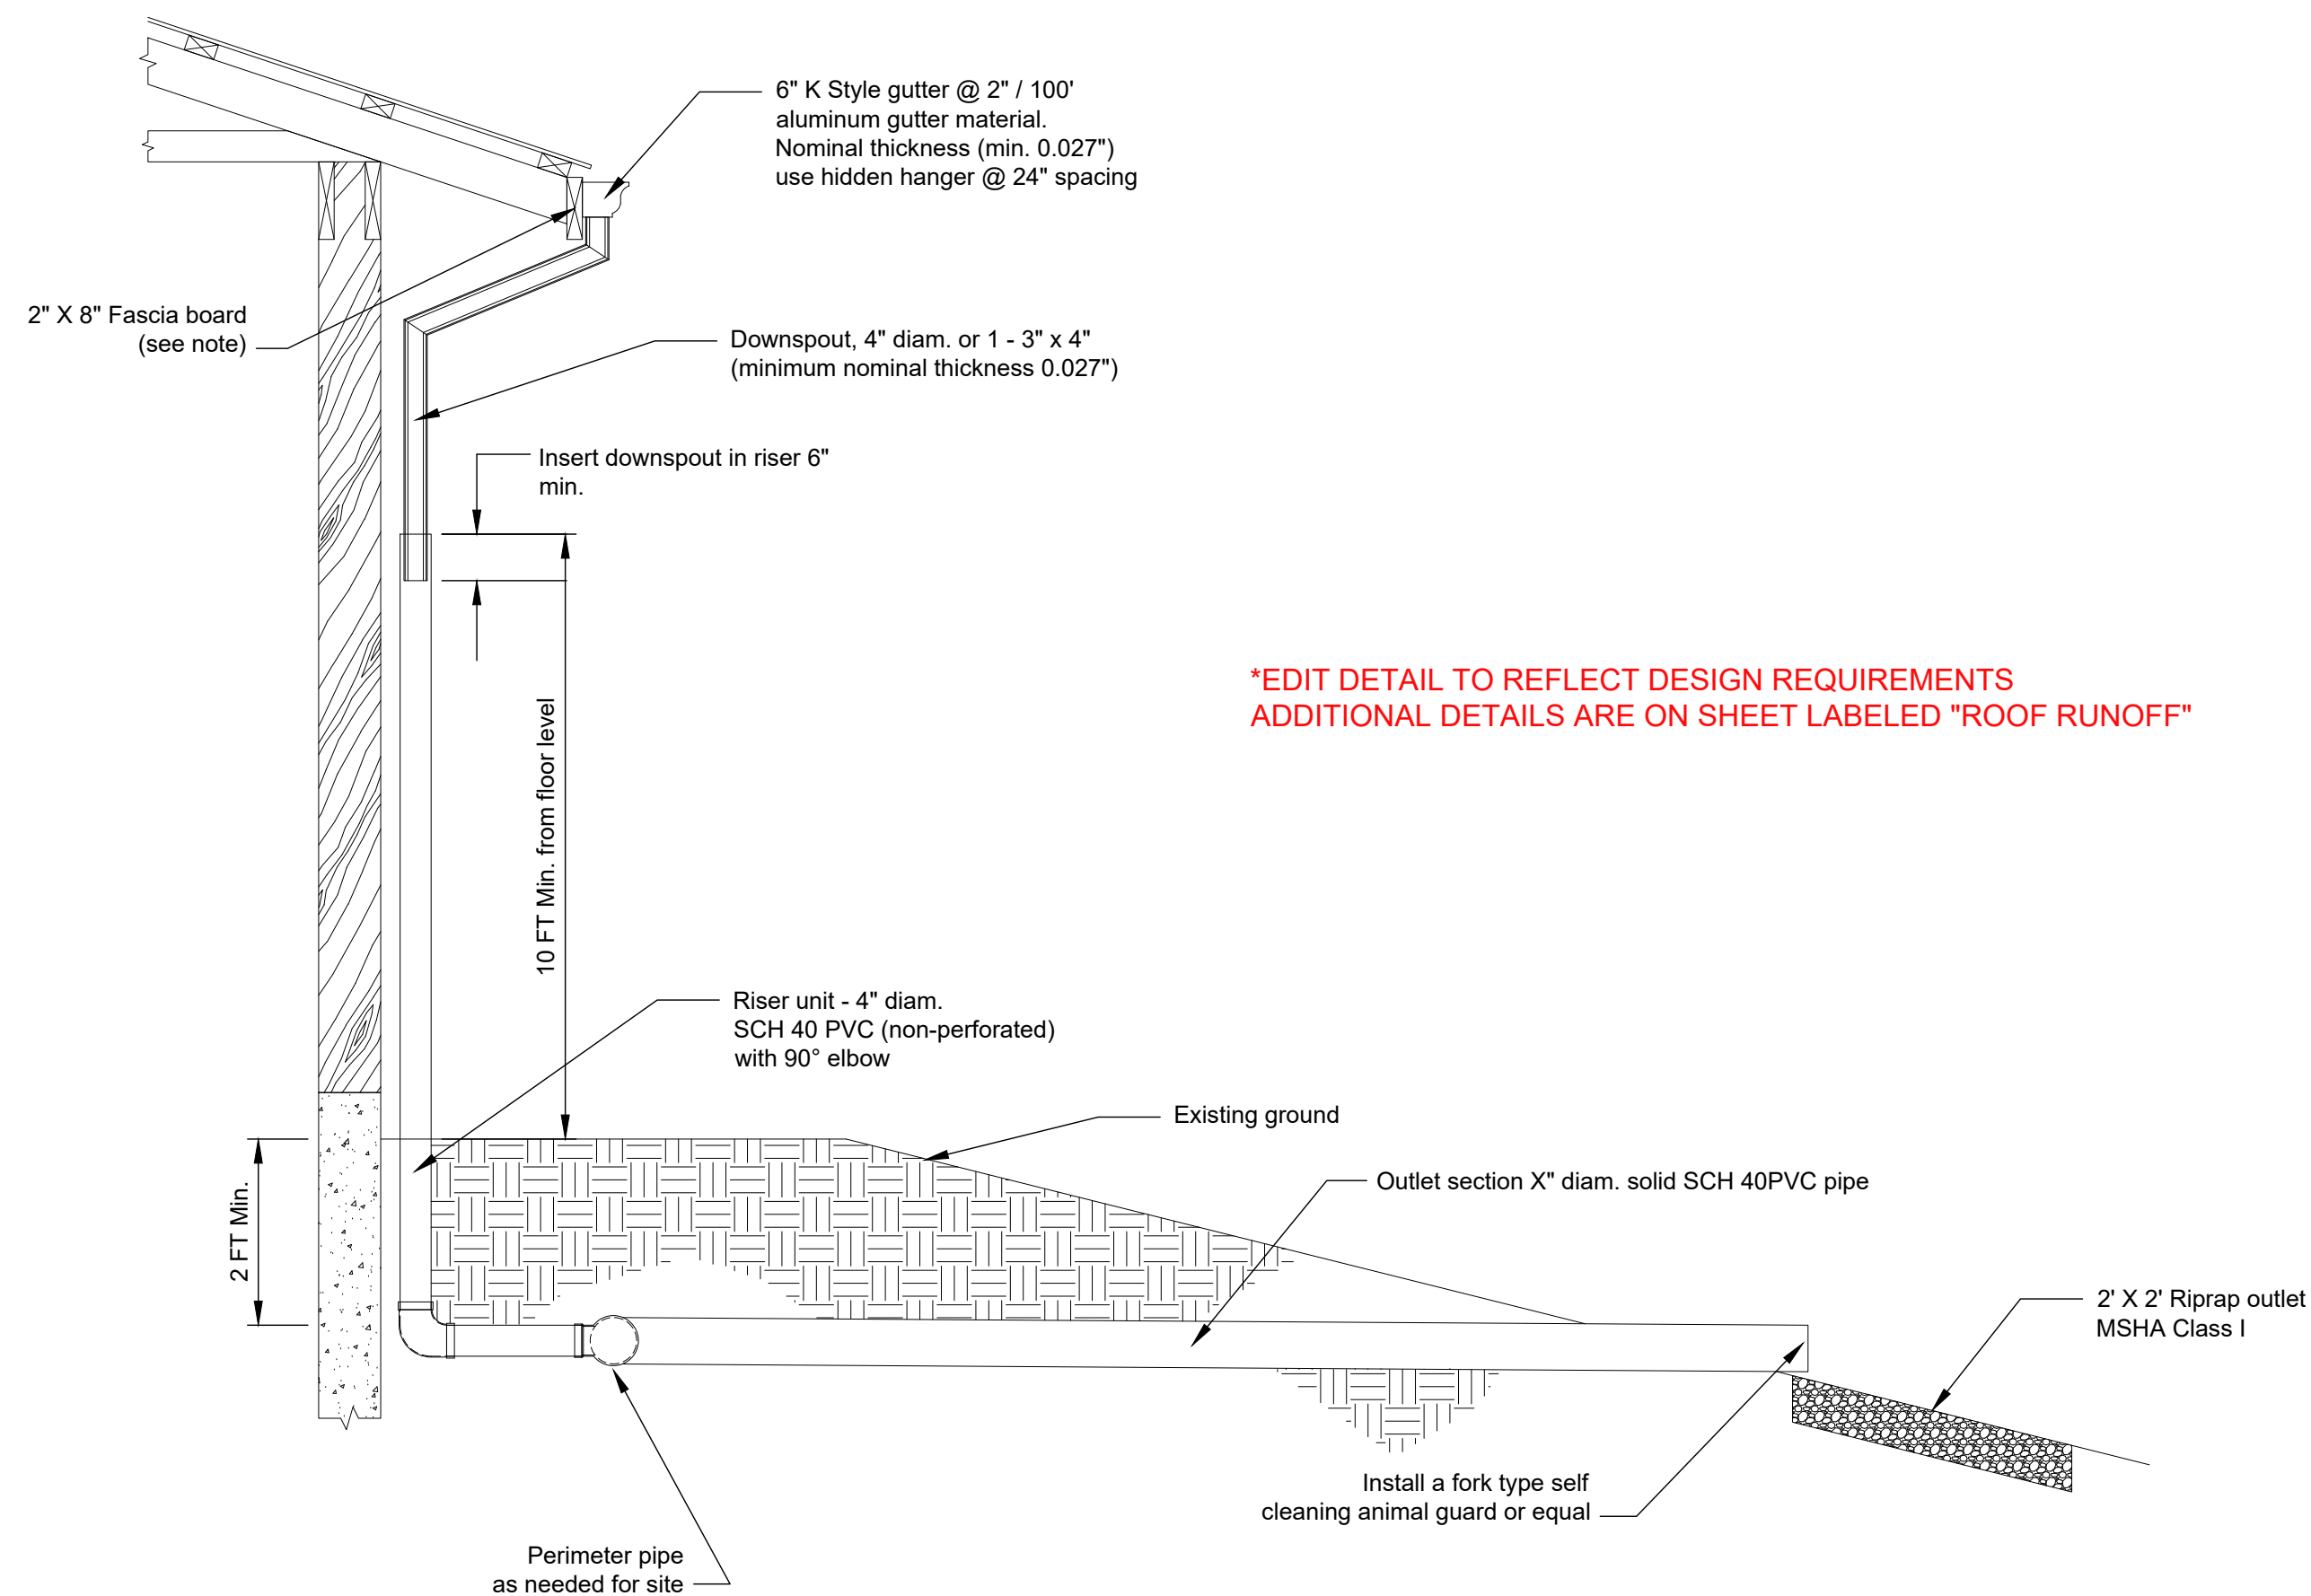 6" K Style gutter @ 2" / 100'
aluminum gutter material.
Nominal thickness (min. 0.027")
use hidden hanger @ 24" spacing
2" X 8" Fascia board
(see note)
Downspout, 4" diam. or 1 - 3" x 4"
(minimum nominal thickness 0.027")
Insert downspout in riser 6"
min.
10 FT Min. from floor level
*EDIT DETAIL TO REFLECT DESIGN REQUIREMENTS
ADDITIONAL DETAILS ARE ON SHEET LABELED "ROOF RUNOFF"
Riser unit - 4" diam.
SCH 40 PVC (non-perforated)
with 90° elbow
Existing ground
Outlet section X" diam. solid SCH 40PVC pipe
2 FT Min.
2' X 2' Riprap outlet
MSHA Class I
Install a fork type self
cleaning animal guard or equal
Perimeter pipe
as needed for site